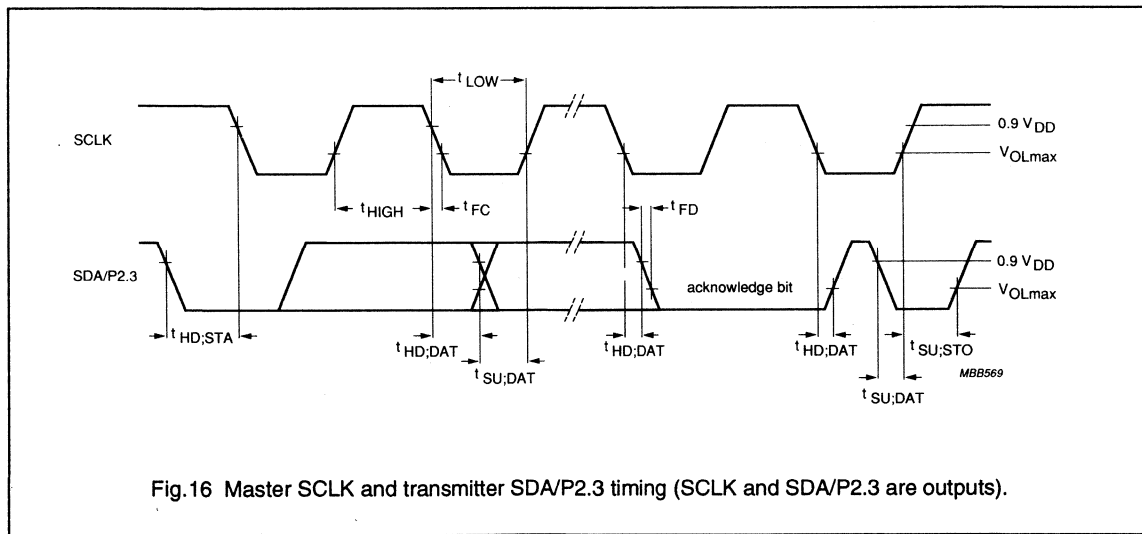 t LOW
SCLK
0.9 V DD
V OLmax
t HIGH
t FC
t FD
SDA/P2.3
0.9 V DD
acknowledge bit
V OLmax
t HD;STA
t HD;DAT
t HD;DAT
t HD;DAT
t SU;STO
t SU;DAT
MBB569
t SU;DAT
Fig.16 Master SCLK and transmitter SDA/P2.3 timing (SCLK and SDA/P2.3 are outputs).